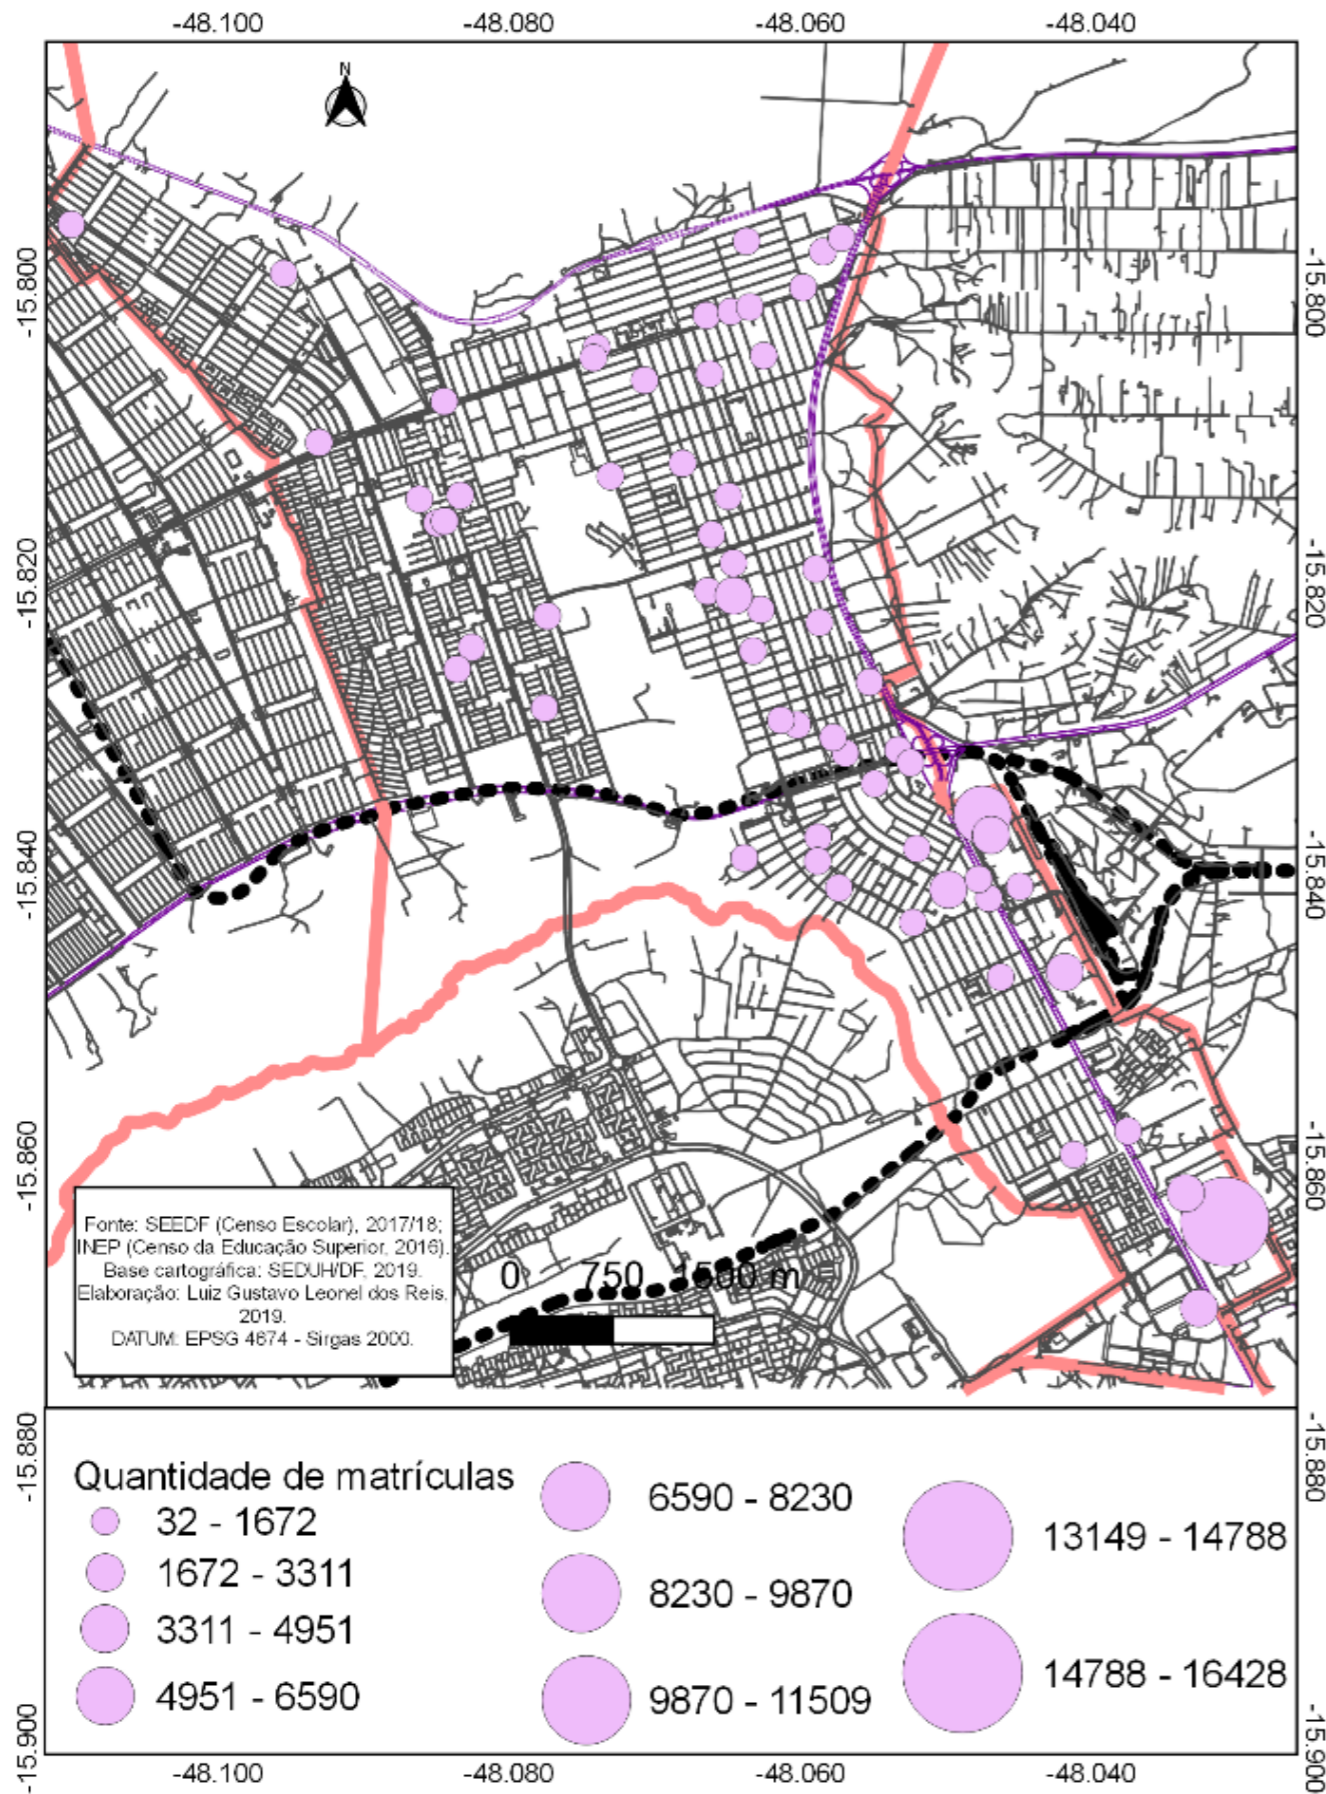 -48.100 -48.080 -48.060 -48.040
N
-15.800 -15.800
-15.820 -15.820
-15.840 -15.840
-15.860 -15.860
Fonte: SEEDF (Censo Escolar), 2017/18;
INEP (Censo da Educação Superior, 2016).
Base cartográfica: SEDUH/DF, 2019.
Elaboração: Luiz Gustavo Leonel dos Reis.
2019.
DATUM: EPSG 4674 - Sirgas 2000.
0 750 1500 m
-15.880 -15.880
Quantidade de matrículas
32 - 1672
1672 - 3311
3311 - 4951
4951 - 6590
6590 - 8230
8230 - 9870
9870 - 11509
13149 - 14788
14788 - 16428
-15.900 -15.900
-48.100 -48.080 -48.060 -48.040